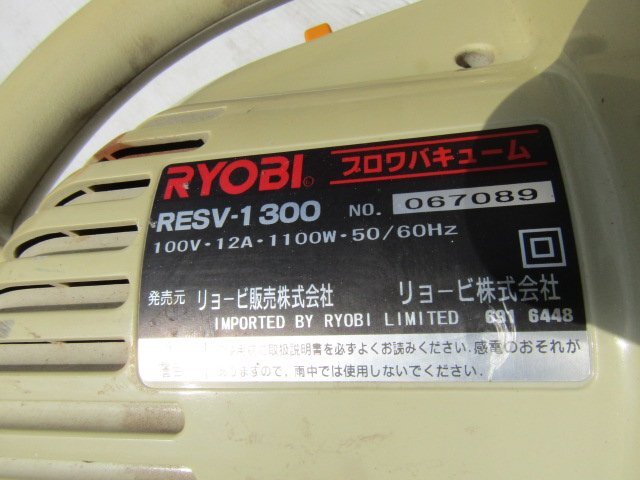 RYOBI © ブロワバキューム
RESV-1300 NO. 067089
100V・12A・1100W・50/60Hz
発売元 リョービ販売株式会社 リョービ株式会社
IMPORTED BY RYOBI LIMITED 691 6448
取扱説明書を必ずよくお読みください.感電のおそれが
ありますので、雨中では使用しないでください.